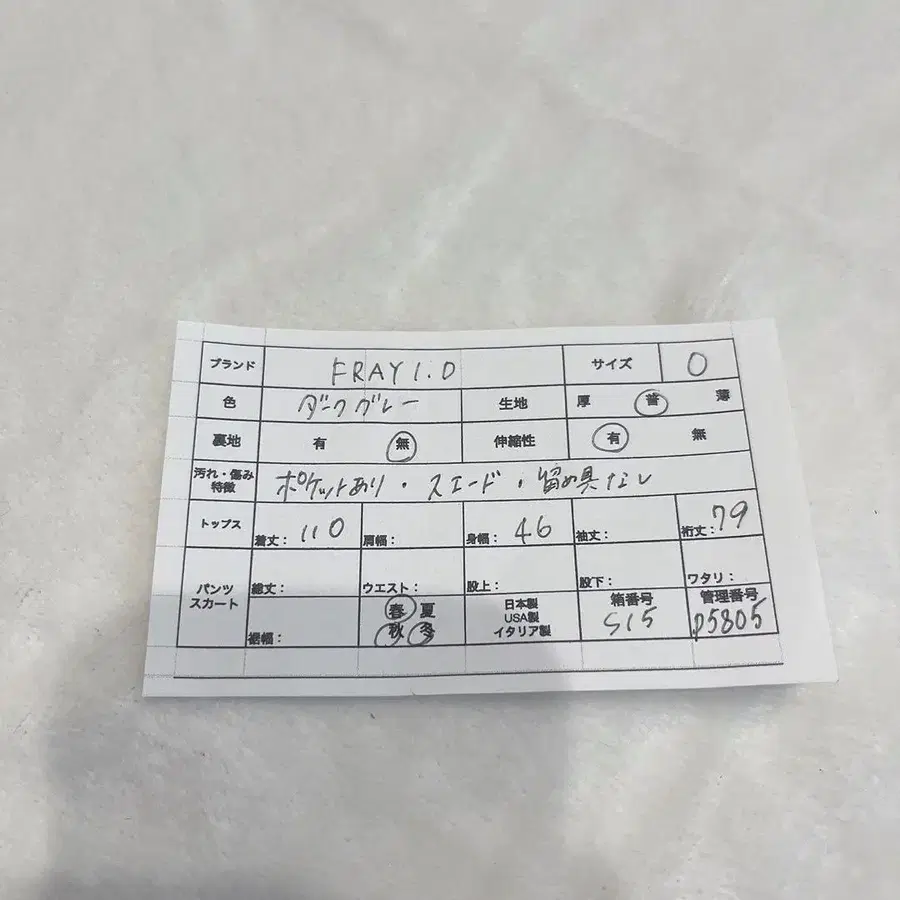 ブランド FRAY I.D サイズ 0
色 ダークグレー 生地 厚 普 薄
裏地 有 無 伸縮性 有 無
汚れ・傷み
特徴 ポケットあり・スエード・留め具なし
トップス 着丈: 110 肩幅: 身幅: 46 袖丈: 裄丈: 79
パンツ
スカート 総丈: ウエスト: 股上: 股下: ワタリ:
裾幅: 春 夏
秋 冬
日本製
USA製
イタリア製
箱番号
S15
管理番号
P5805